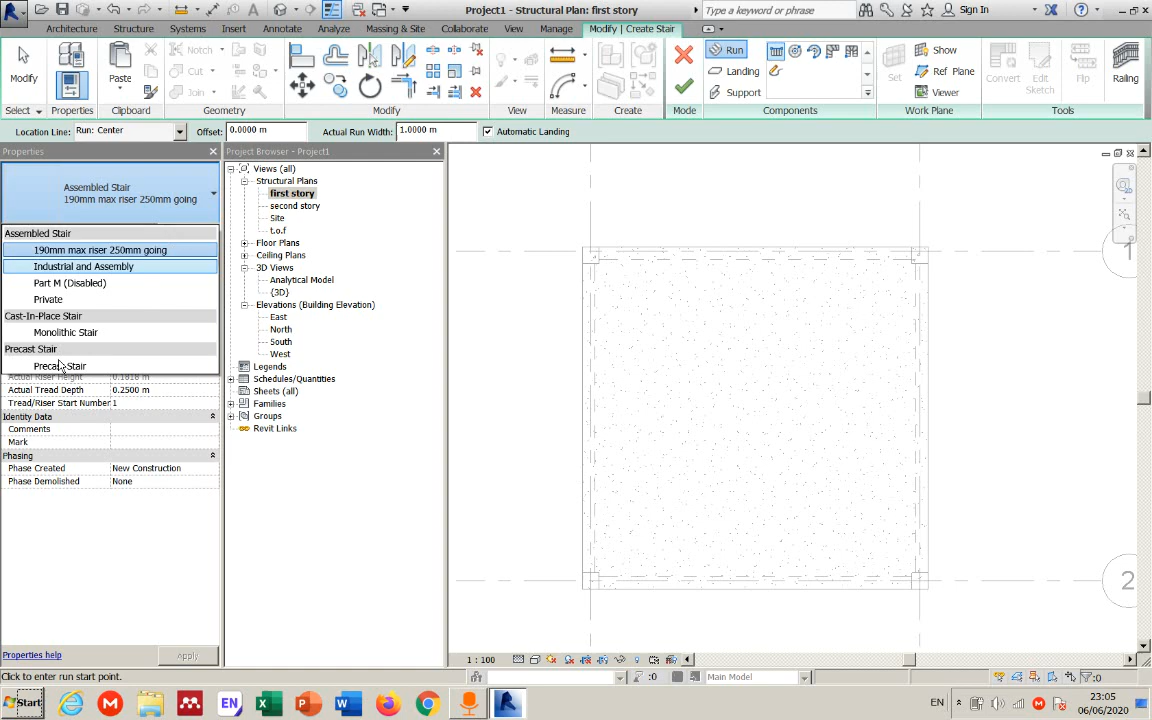 Project1 - Structural Plan: first story
Type a keyword or phrase
Sign In
Architecture Structure Systems Insert Annotate Analyze Massing & Site Collaborate View Manage Modify | Create Stair
Modify
Paste
Notch
Cut
Join
Run
Landing
Support
Set
Show
Ref Plane
Viewer
Convert
Edit
Sketch
Flip
Railing
Select Properties Clipboard Geometry Modify View Measure Create Mode Components Work Plane Tools
Location Line: Run: Center Offset: 0.0000 m Actual Run Width: 1.0000 m Automatic Landing
Properties
Assembled Stair
190mm max riser 250mm going
Assembled Stair
190mm max riser 250mm going
Industrial and Assembly
Part M (Disabled)
Private
Cast-In-Place Stair
Monolithic Stair
Precast Stair
Precast Stair
Actual Riser Height 0.1818 m
Actual Tread Depth 0.2500 m
Tread/Riser Start Number 1
Identity Data
Comments
Mark
Phasing
Phase Created New Construction
Phase Demolished None
Properties help
Apply
Project Browser - Project1
Views (all)
Structural Plans
first story
second story
Site
t.o.f
Floor Plans
Ceiling Plans
3D Views
Analytical Model
{3D}
Elevations (Building Elevation)
East
North
South
West
Legends
Schedules/Quantities
Sheets (all)
Families
Groups
Revit Links
1
2
1 : 100
Click to enter run start point.
:0
Main Model
:0
Start
EN
EN
23:05
06/06/2020